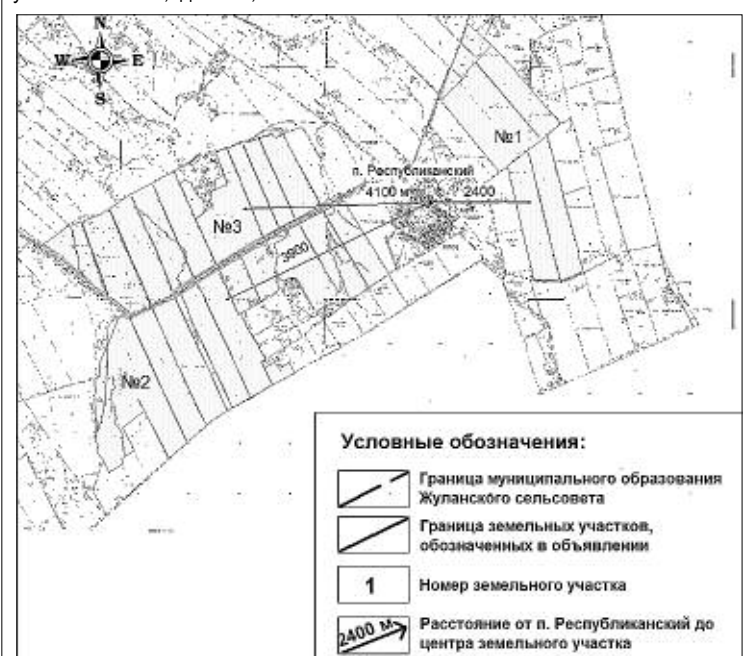 N
W E
S
№1
п. Республиканский
4100 м 2400
№3
3900
№2
Условные обозначения:
Граница муниципального образования
Жуланского сельсовета
Граница земельных участков,
обозначенных в объявлении
1
Номер земельного участка
2400 м
Расстояние от п. Республиканский до
центра земельного участка